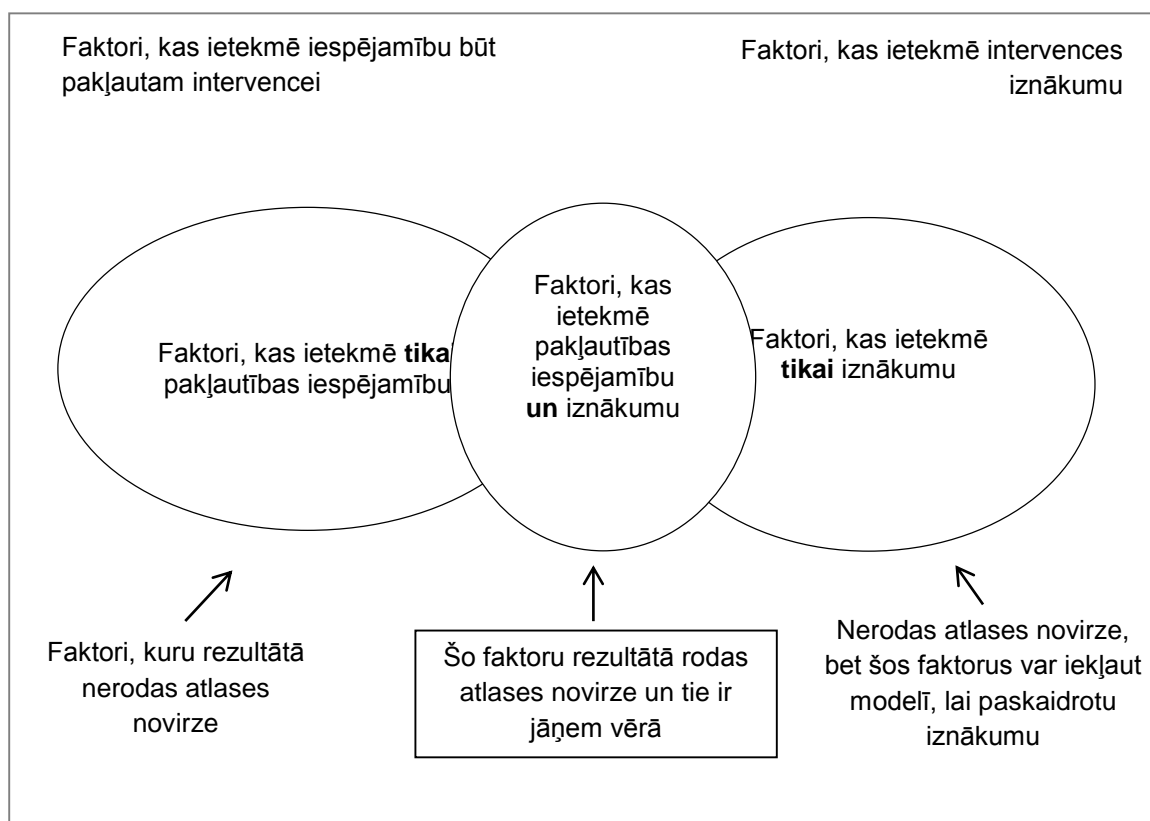 Faktori, kas ietekmē iespējamību būt
pakļautam intervencei
Faktori, kas ietekmē intervences
iznākumu
Faktori, kas ietekmē tikai
pakļautības iespējamību
Faktori, kas
ietekmē
pakļautības
iespējamību
un iznākumu
Faktori, kas ietekmē
tikai iznākumu
Faktori, kuru rezultātā
nerodas atlases
novirze
Šo faktoru rezultātā rodas
atlases novirze un tie ir
jāņem vērā
Nerodas atlases novirze,
bet šos faktorus var iekļaut
modelī, lai paskaidrotu
iznākumu